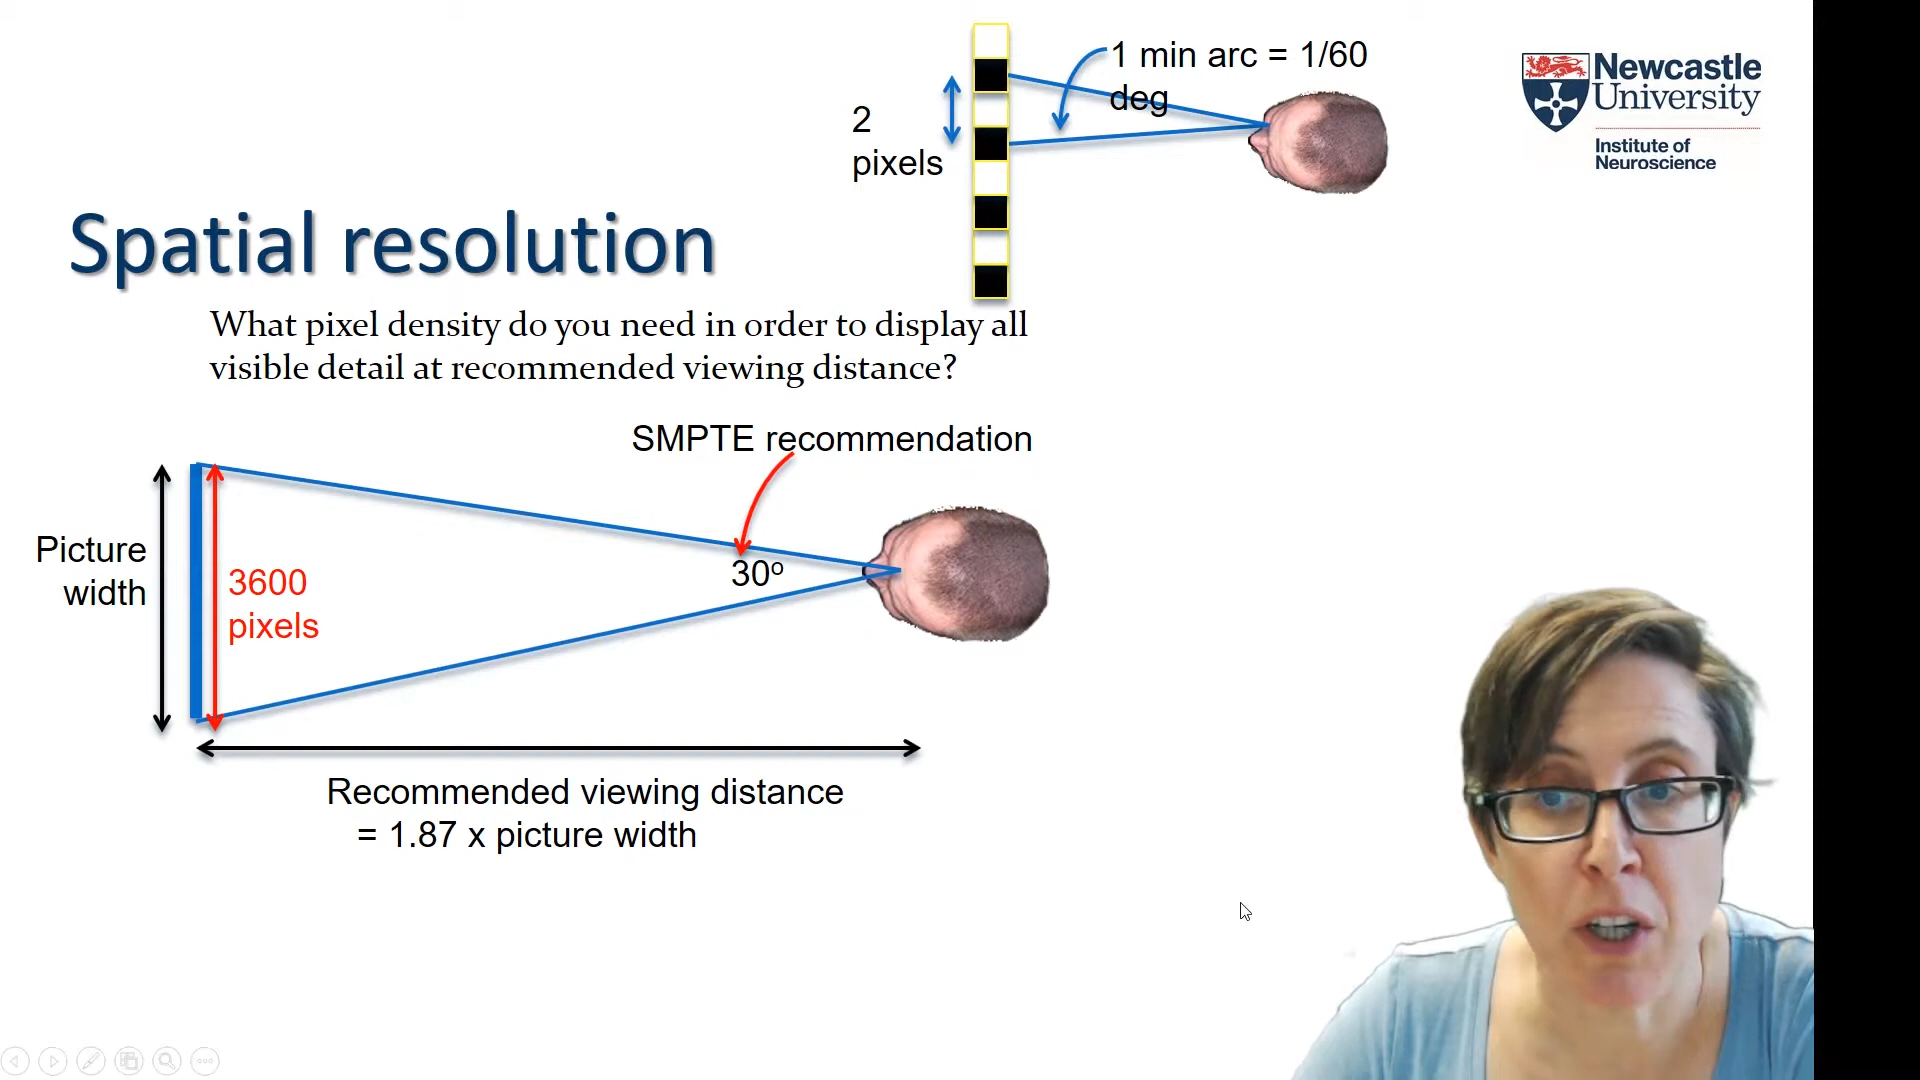 1 min arc = 1/60
deg
2
pixels
Newcastle
University
Institute of
Neuroscience
Spatial resolution
What pixel density do you need in order to display all
visible detail at recommended viewing distance?
SMPTE recommendation
Picture
width
3600
pixels
30º
Recommended viewing distance
= 1.87 x picture width